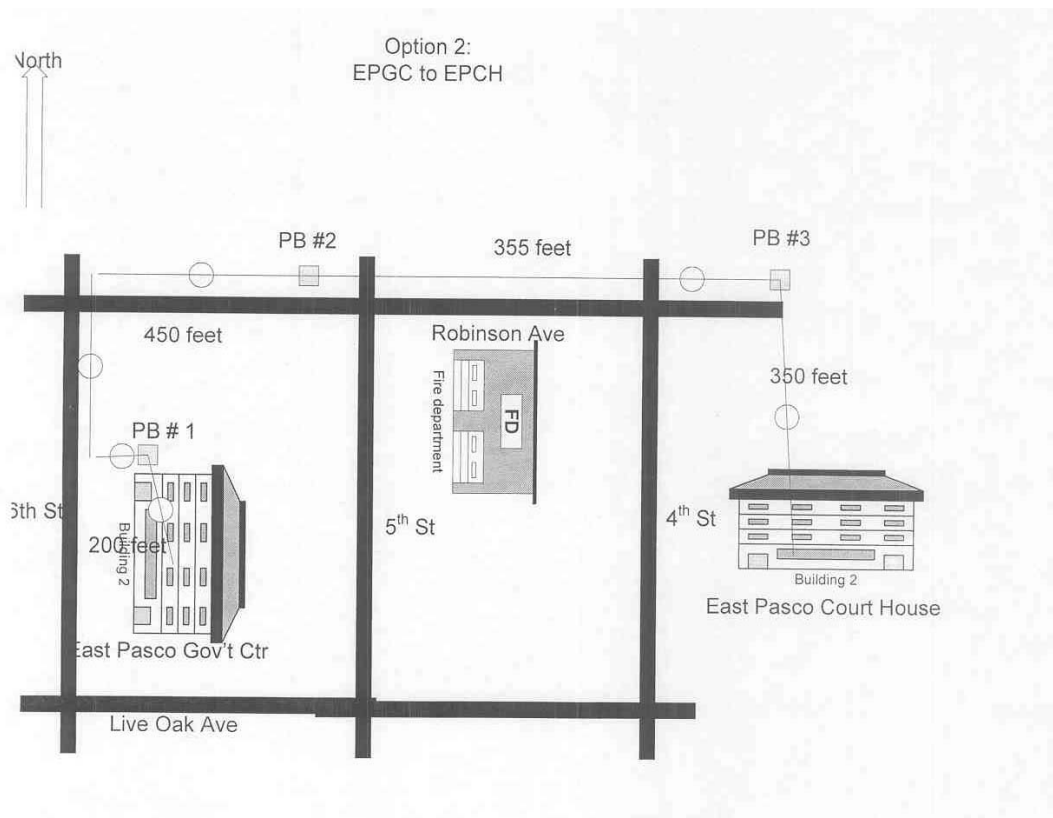 North
Option 2:
EPGC to EPCH
PB #2
355 feet
PB #3
450 feet
Robinson Ave
350 feet
Fire department
FD
PB # 1
6th St
200 feet
Building 2
5th St
4th St
Building 2
East Pasco Court House
East Pasco Gov't Ctr
Live Oak Ave